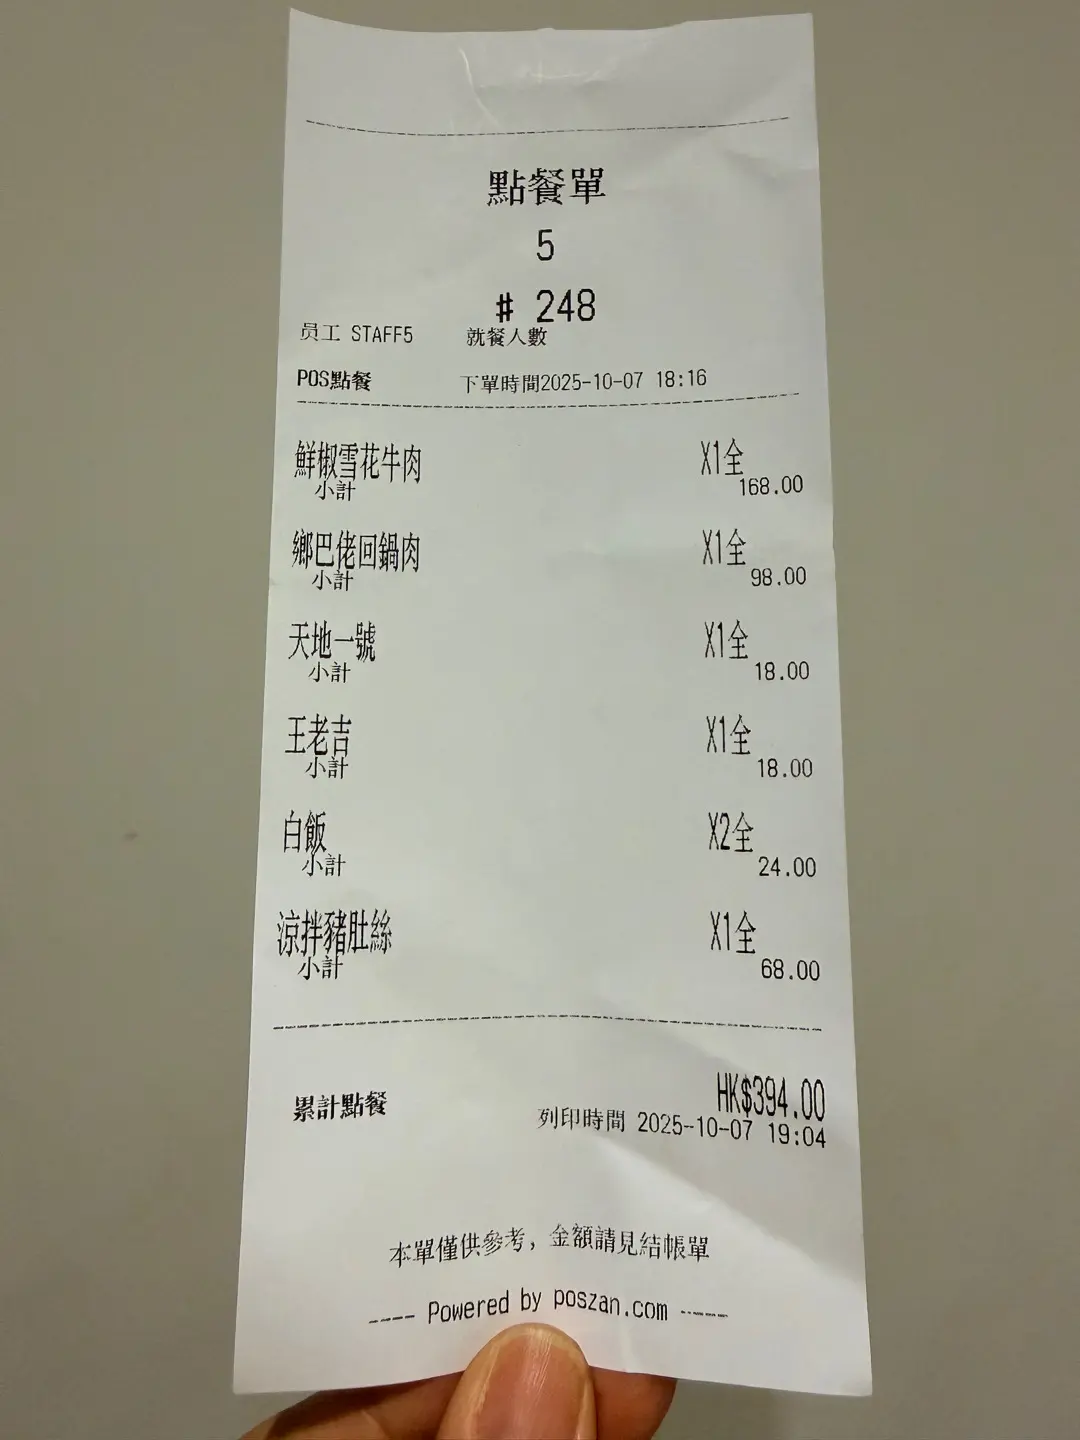 點餐單
5
# 248
员工 STAFF5 就餐人數
POS點餐 下單時間2025-10-07 18:16
鮮椒雪花牛肉 X1全
小計 168.00
鄉巴佬回鍋肉 X1全
小計 98.00
天地一號 X1全
小計 18.00
王老吉 X1全
小計 18.00
白飯 X2全
小計 24.00
涼拌豬肚絲 X1全
小計 68.00
累計點餐 HK$394.00
列印時間 2025-10-07 19:04
本單僅供參考, 金額請見結帳單
---- Powered by poszan.com ----